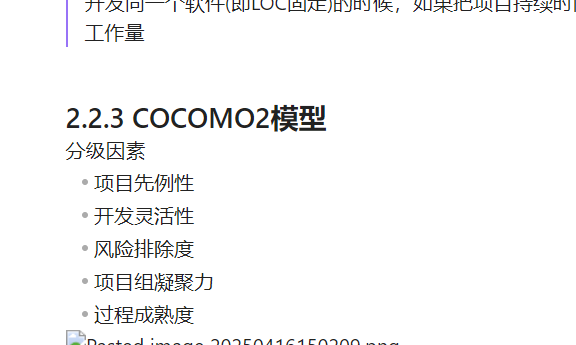 开发同一个软件(即LOC固定)的时候，如果把项目持续时
工作量
2.2.3 COCOMO2模型
分级因素
项目先例性
开发灵活性
风险排除度
项目组凝聚力
过程成熟度
Pasted image 20250416150209.png